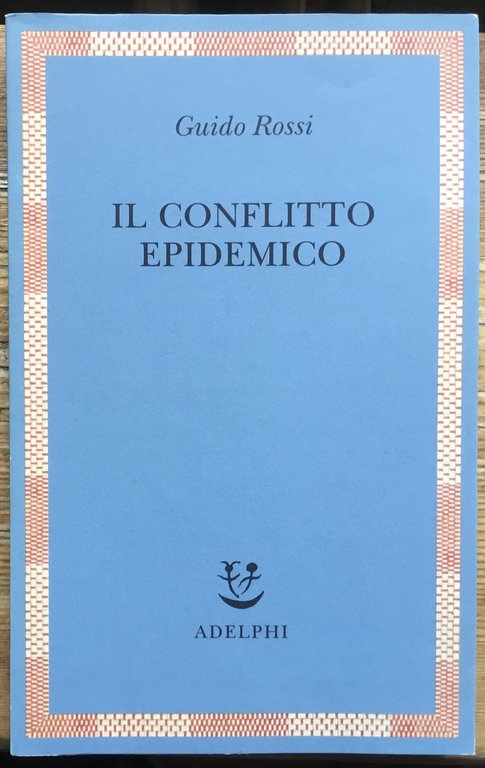 Guido Rossi
IL CONFLITTO
EPIDEMICO
ADELPHI